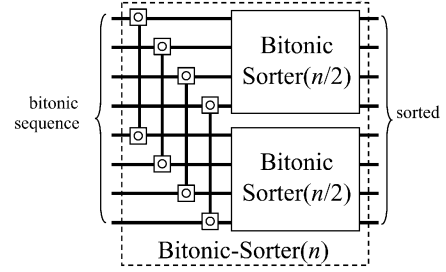 Bitonic
Sorter(n/2)
bitonic
sequence
sorted
Bitonic
Sorter(n/2)
Bitonic-Sorter(n)